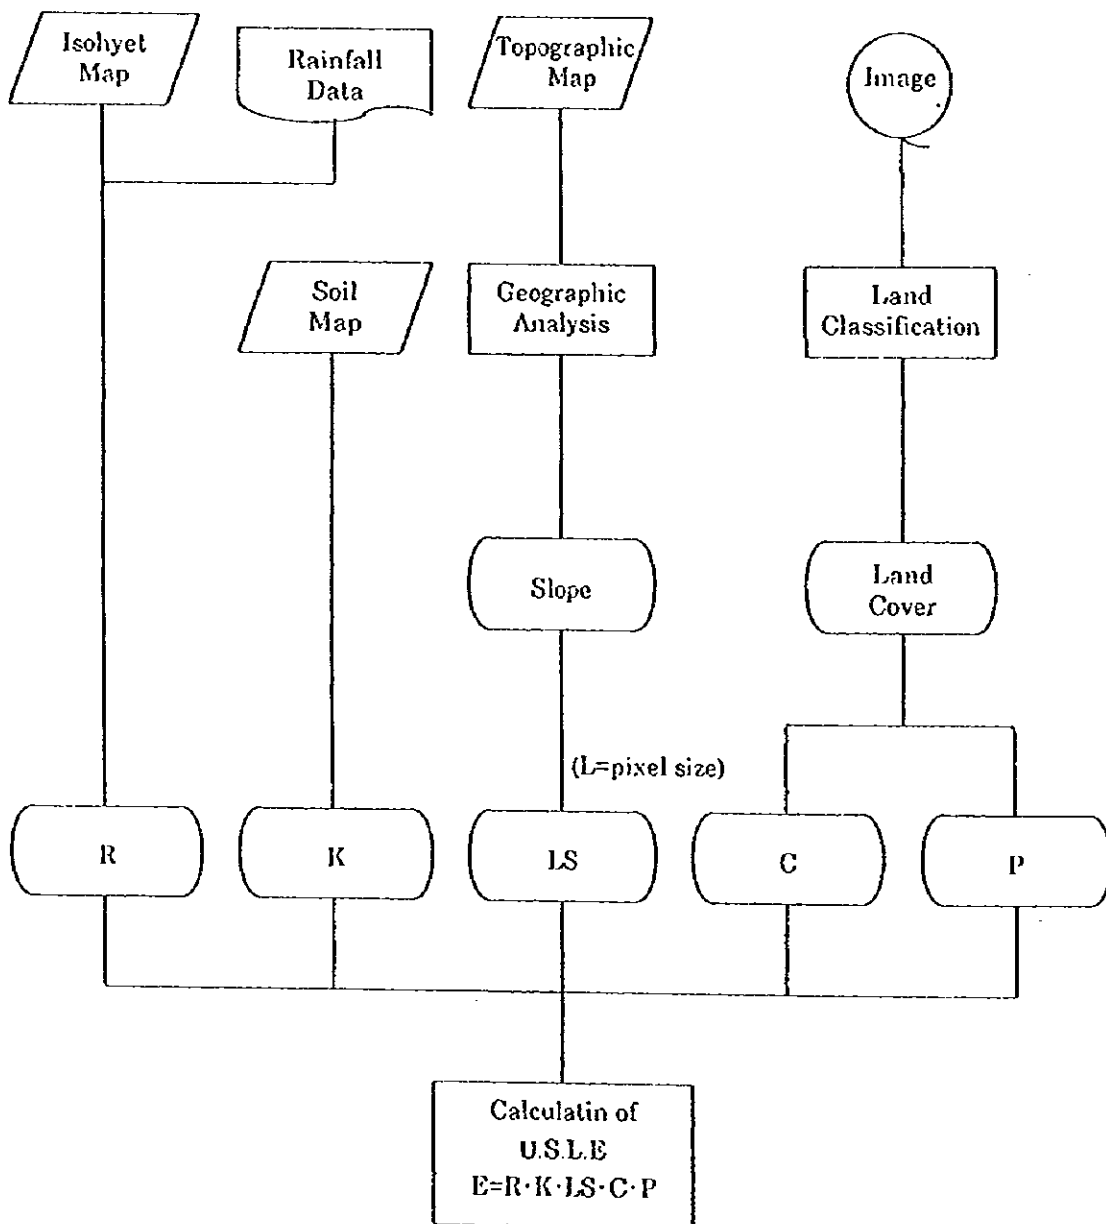 Isohyet
Map
Rainfall
Data
Topographic
Map
Image
Soil
Map
Geographic
Analysis
Land
Classification
Slope
Land
Cover
(L=pixel size)
R
K
LS
C
P
Calculatin of
U.S.L.E
E=R·K·LS·C·P